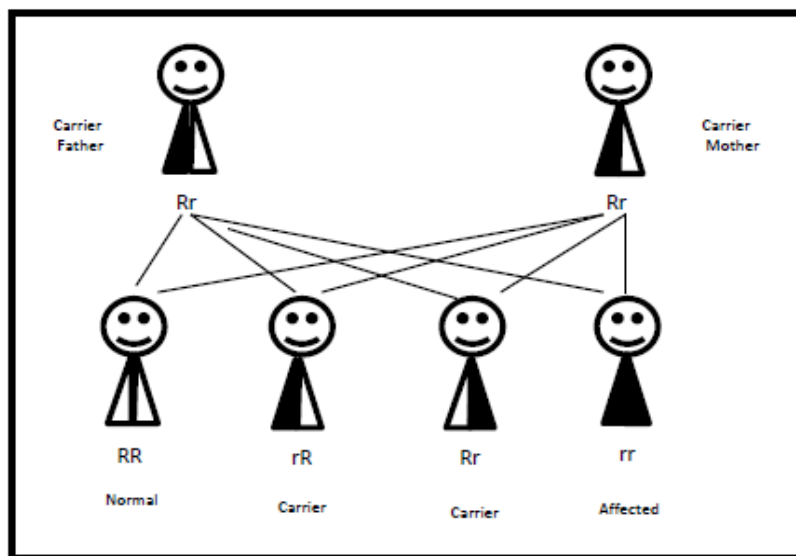 Carrier
Father
Carrier
Mother
Rr
Rr
RR
rR
Rr
rr
Normal
Carrier
Carrier
Affected